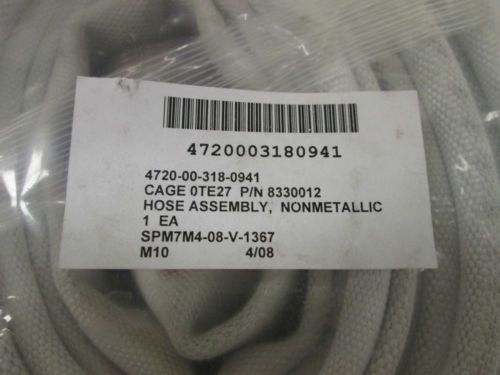 4720003180941
4720-00-318-0941
CAGE 0TE27 P/N 8330012
HOSE ASSEMBLY, NONMETALLIC
1 EA
SPM7M4-08-V-1367
M10 4/08